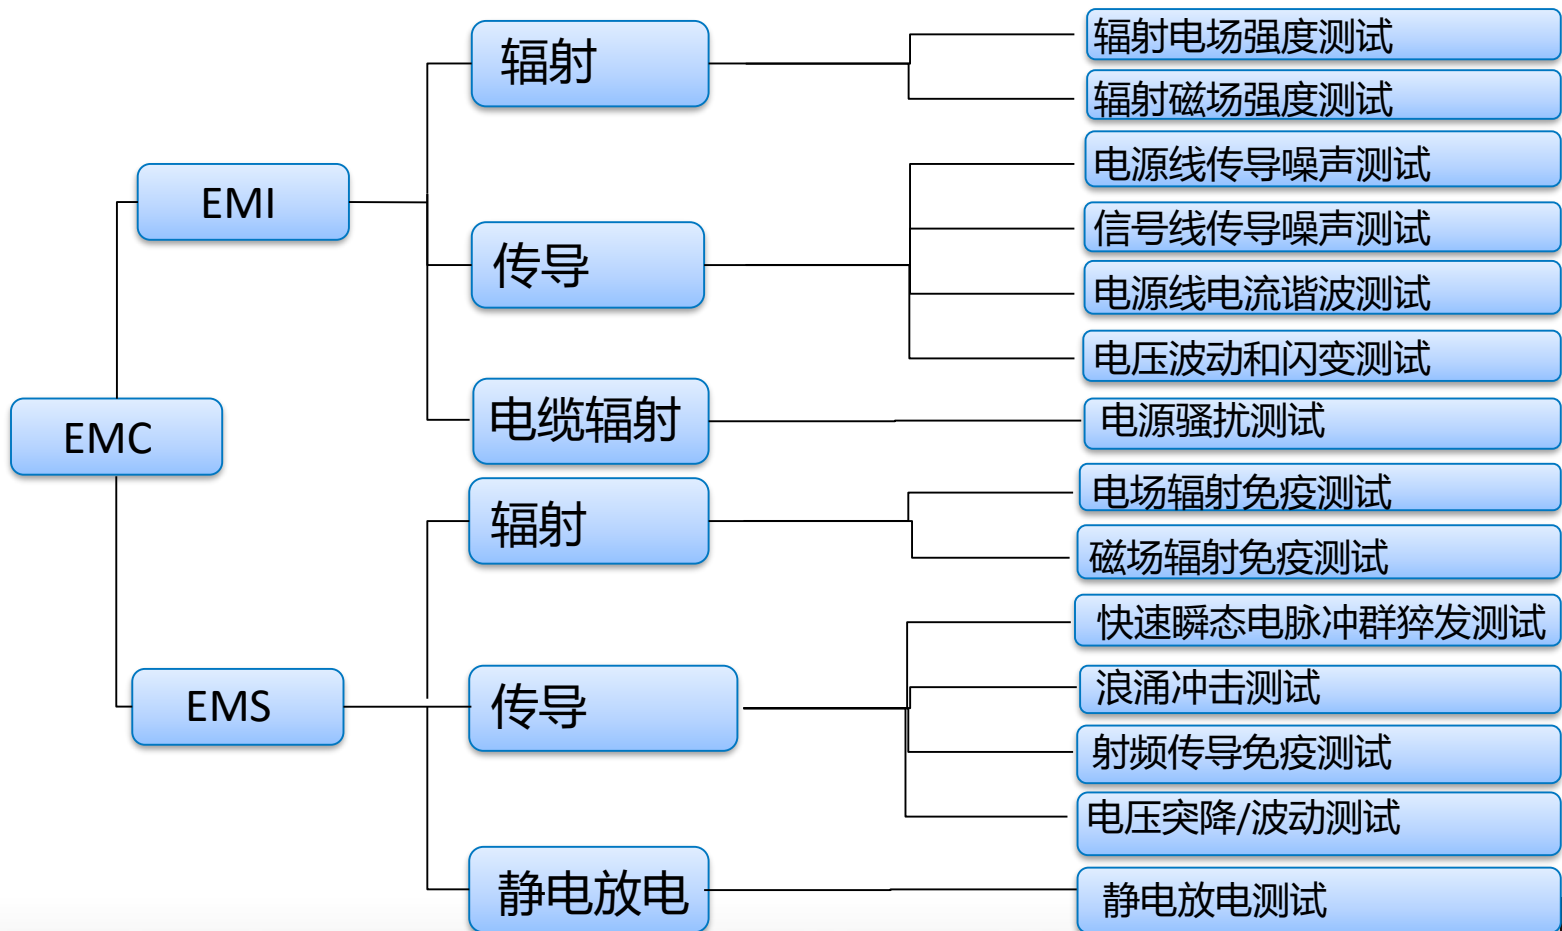 辐射
辐射电场强度测试
辐射磁场强度测试
EMI
传导
电源线传导噪声测试
信号线传导噪声测试
电源线电流谐波测试
电压波动和闪变测试
EMC
电缆辐射
电源骚扰测试
辐射
电场辐射免疫测试
磁场辐射免疫测试
EMS
传导
快速瞬态电脉冲群猝发测试
浪涌冲击测试
射频传导免疫测试
电压突降/波动测试
静电放电
静电放电测试